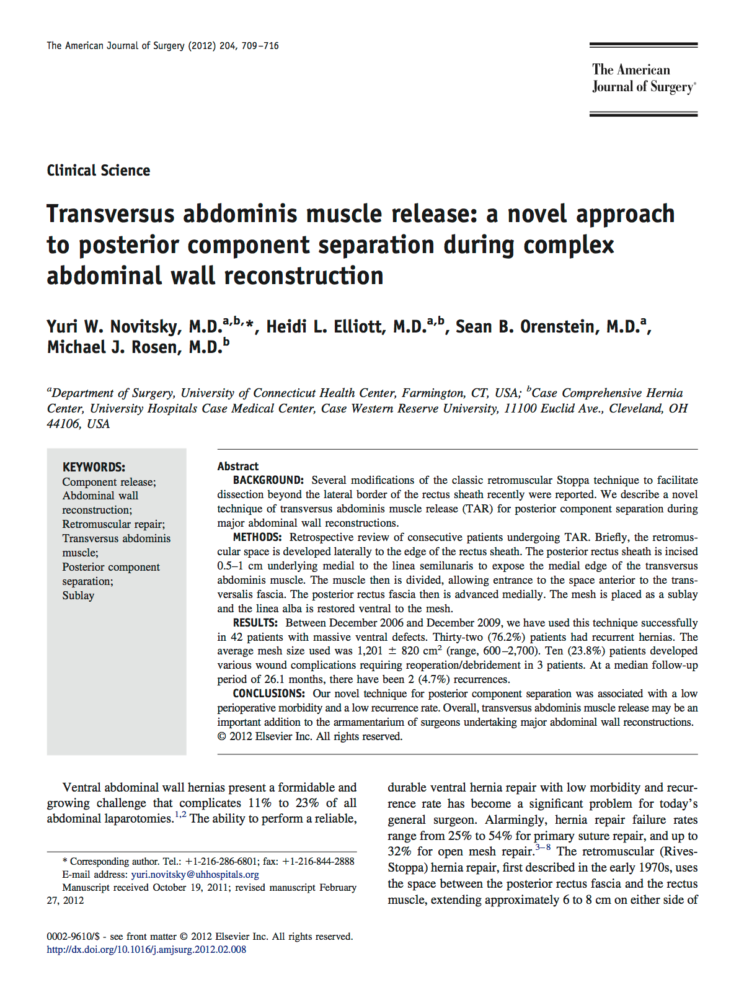 The American Journal of Surgery (2012) 204, 709–716
The American
Journal of Surgery®
Clinical Science
Transversus abdominis muscle release: a novel approach
to posterior component separation during complex
abdominal wall reconstruction
Yuri W. Novitsky, M.D.a,b,*, Heidi L. Elliott, M.D.a,b, Sean B. Orenstein, M.D.a,
Michael J. Rosen, M.D.b
aDepartment of Surgery, University of Connecticut Health Center, Farmington, CT, USA; bCase Comprehensive Hernia
Center, University Hospitals Case Medical Center, Case Western Reserve University, 11100 Euclid Ave., Cleveland, OH
44106, USA
KEYWORDS:
Component release;
Abdominal wall
reconstruction;
Retromuscular repair;
Transversus abdominis
muscle;
Posterior component
separation;
Sublay
Abstract
BACKGROUND: Several modifications of the classic retromuscular Stoppa technique to facilitate
dissection beyond the lateral border of the rectus sheath recently were reported. We describe a novel
technique of transversus abdominis muscle release (TAR) for posterior component separation during
major abdominal wall reconstructions.
METHODS: Retrospective review of consecutive patients undergoing TAR. Briefly, the retromus-
cular space is developed laterally to the edge of the rectus sheath. The posterior rectus sheath is incised
0.5–1 cm underlying medial to the linea semilunaris to expose the medial edge of the transversus
abdominis muscle. The muscle then is divided, allowing entrance to the space anterior to the trans-
versalis fascia. The posterior rectus fascia then is advanced medially. The mesh is placed as a sublay
and the linea alba is restored ventral to the mesh.
RESULTS: Between December 2006 and December 2009, we have used this technique successfully
in 42 patients with massive ventral defects. Thirty-two (76.2%) patients had recurrent hernias. The
average mesh size used was 1,201 ± 820 cm² (range, 600–2,700). Ten (23.8%) patients developed
various wound complications requiring reoperation/debridement in 3 patients. At a median follow-up
period of 26.1 months, there have been 2 (4.7%) recurrences.
CONCLUSIONS: Our novel technique for posterior component separation was associated with a low
perioperative morbidity and a low recurrence rate. Overall, transversus abdominis muscle release may be an
important addition to the armamentarium of surgeons undertaking major abdominal wall reconstructions.
© 2012 Elsevier Inc. All rights reserved.
Ventral abdominal wall hernias present a formidable and
growing challenge that complicates 11% to 23% of all
abdominal laparotomies.1,2 The ability to perform a reliable,
* Corresponding author. Tel.: +1-216-286-6801; fax: +1-216-844-2888
E-mail address: yuri.novitsky@uhhospitals.org
Manuscript received October 19, 2011; revised manuscript February
27, 2012
durable ventral hernia repair with low morbidity and recur-
rence rate has become a significant problem for today's
general surgeon. Alarmingly, hernia repair failure rates
range from 25% to 54% for primary suture repair, and up to
32% for open mesh repair.3–8 The retromuscular (Rives-
Stoppa) hernia repair, first described in the early 1970s, uses
the space between the posterior rectus fascia and the rectus
muscle, extending approximately 6 to 8 cm on either side of
0002-9610/$ - see front matter © 2012 Elsevier Inc. All rights reserved.
http://dx.doi.org/10.1016/j.amjsurg.2012.02.008